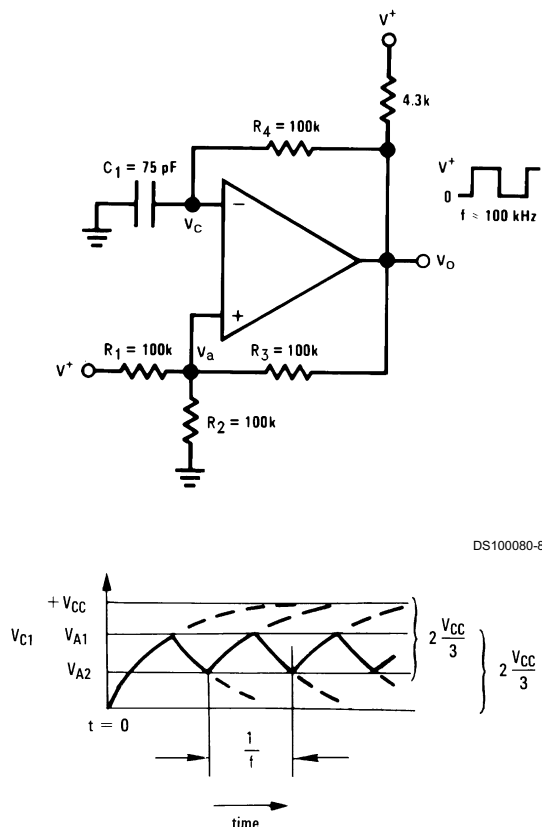 V+
4.3k
R4 = 100k
C1 = 75 pF
V+
0
f ≈ 100 kHz
−
VC
VO
+
R1 = 100k
Va
R3 = 100k
V+
R2 = 100k
DS100080-8
+ VCC
VC1
VA1
VA2
2 VCC/3
2 VCC/3
t = 0
1/f
time